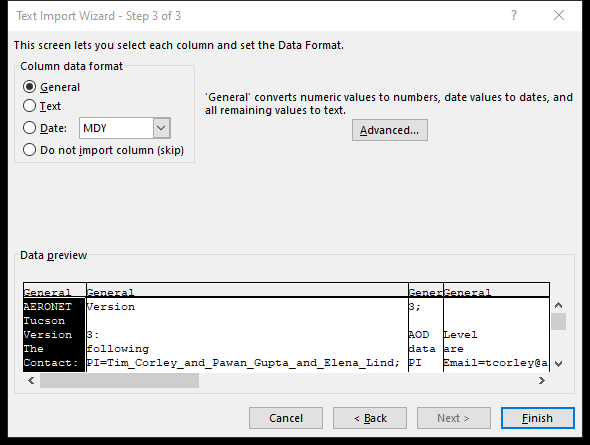 Text Import Wizard - Step 3 of 3
? ×
This screen lets you select each column and set the Data Format.
Column data format
General
Text
Date: MDY
Do not import column (skip)
'General' converts numeric values to numbers, date values to dates, and
all remaining values to text.
Advanced...
Data preview
General General Gener General
AERONET Version 3;
Tucson
Version 3: AOD Level
The following data are
Contact: PI=Tim_Corley_and_Pawan_Gupta_and_Elena_Lind; PI Email=tcorley@a
Cancel < Back Next > Finish